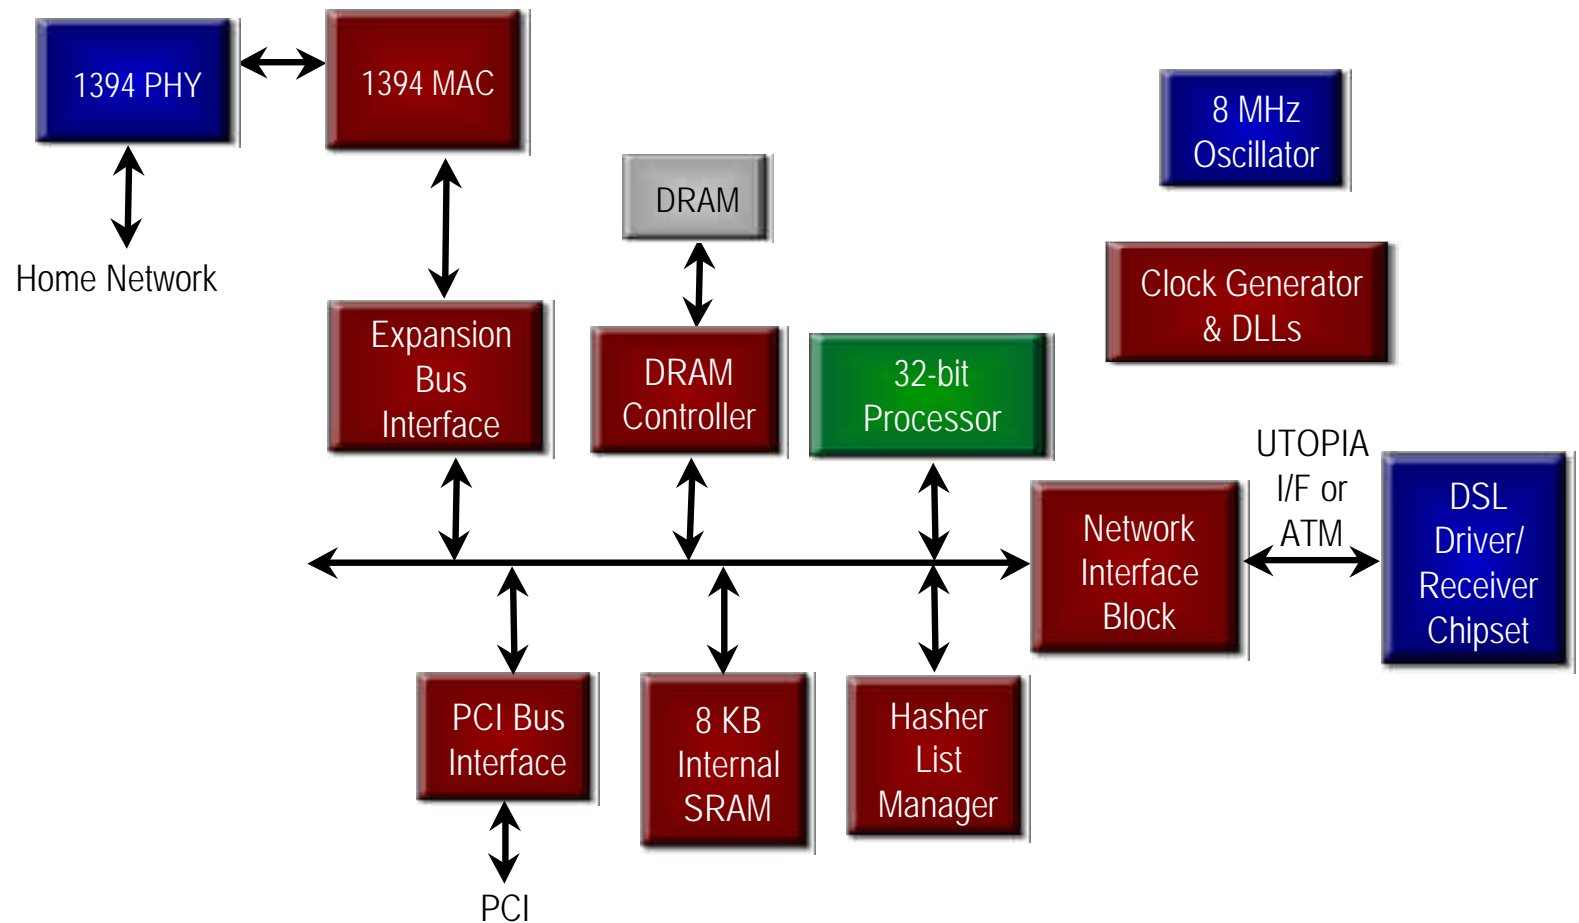 1394 PHY
1394 MAC
8 MHz
Oscillator
DRAM
Home Network
Clock Generator
& DLLs
Expansion
Bus
Interface
DRAM
Controller
32-bit
Processor
UTOPIA
I/F or
ATM
Network
Interface
Block
DSL
Driver/
Receiver
Chipset
PCI Bus
Interface
8 KB
Internal
SRAM
Hasher
List
Manager
PCI